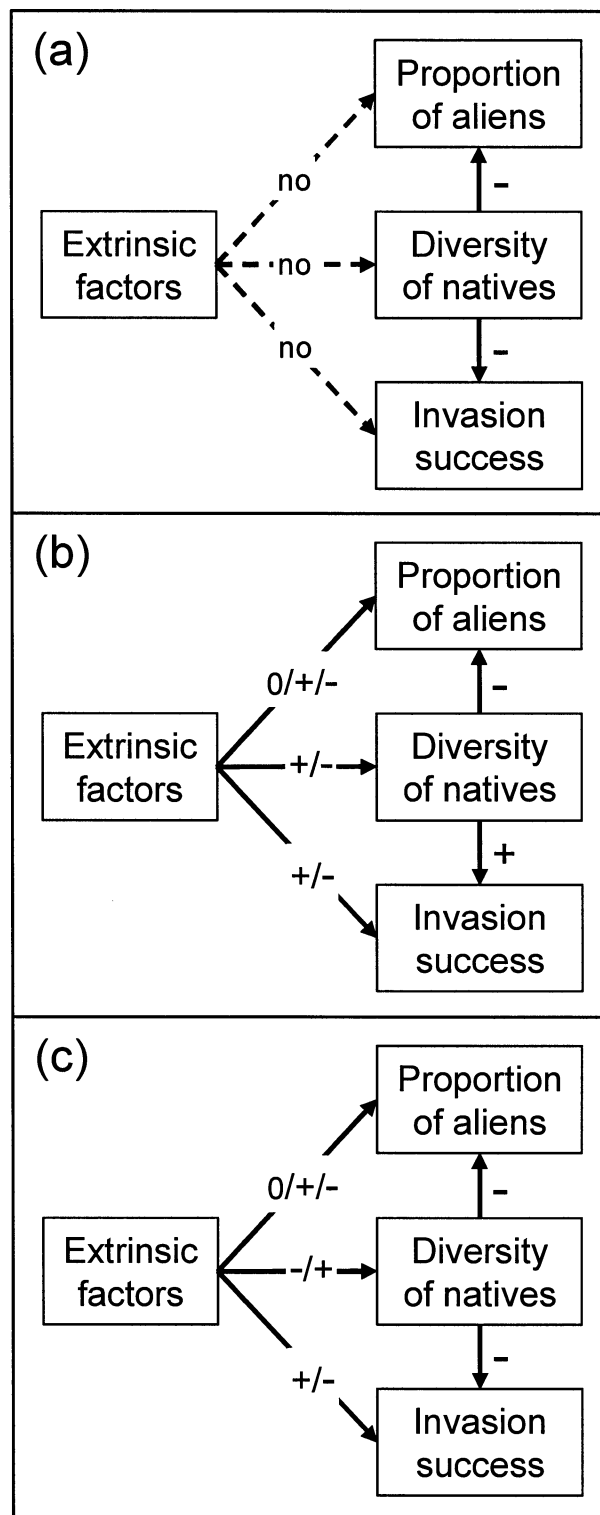 (a)
Proportion
of aliens
no
-
Extrinsic
factors
no
Diversity
of natives
no
-
Invasion
success
(b)
Proportion
of aliens
0/+/-
-
Extrinsic
factors
+/-
Diversity
of natives
+/-
+
Invasion
success
(c)
Proportion
of aliens
0/+/-
-
Extrinsic
factors
-/+
Diversity
of natives
+/-
-
Invasion
success